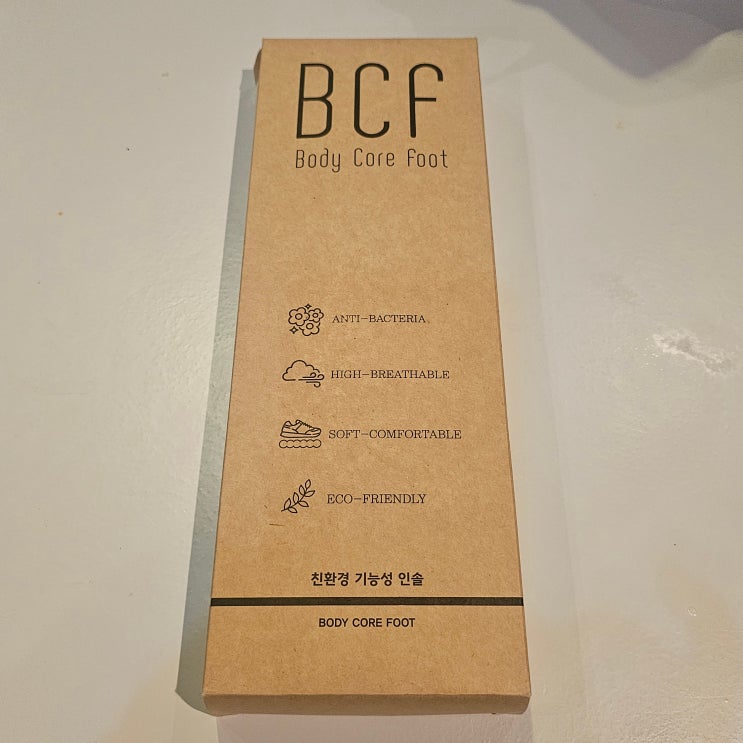 BCF
Body Core Foot
ANTI-BACTERIA
HIGH-BREATHABLE
SOFT-COMFORTABLE
ECO-FRIENDLY
친환경 기능성 인솔
BODY CORE FOOT